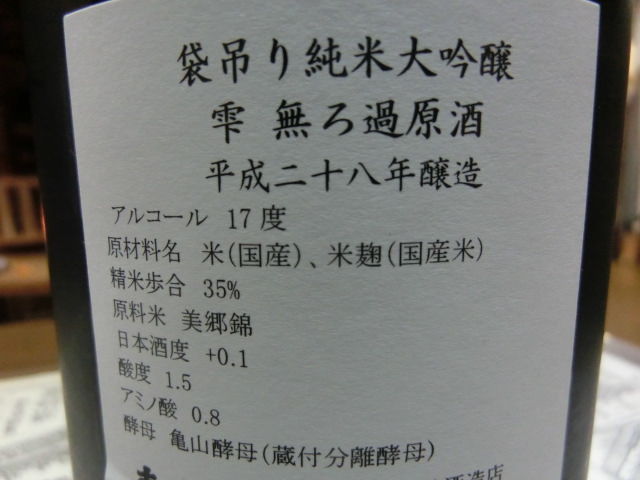 袋吊り純米大吟醸
雫 無ろ過原酒
平成二十八年醸造
アルコール 17度
原材料名 米(国産)、米麹(国産米)
精米歩合 35%
原料米 美郷錦
日本酒度 +0.1
酸度 1.5
アミノ酸 0.8
酵母 亀山酵母(蔵付分離酵母)
造店